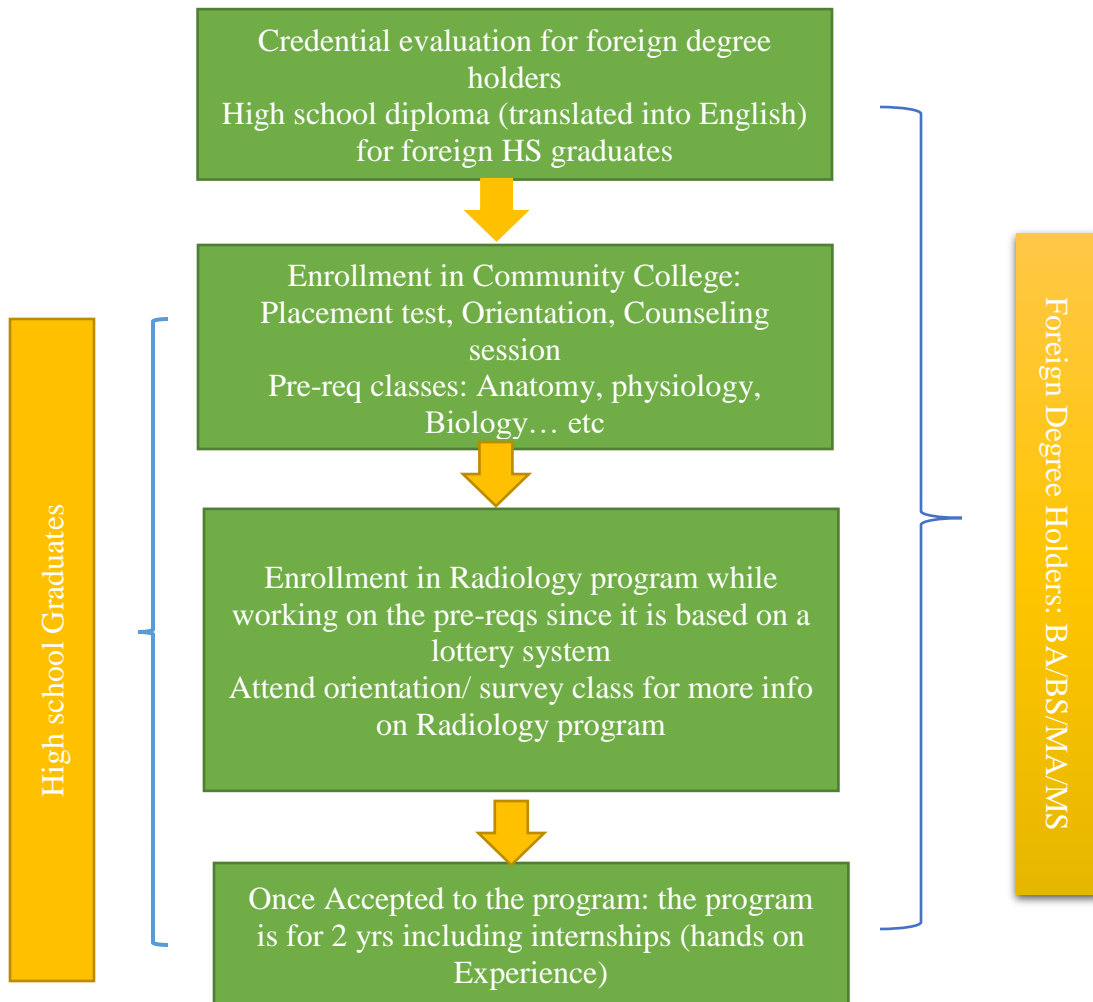 Credential evaluation for foreign degree
holders
High school diploma (translated into English)
for foreign HS graduates
Enrollment in Community College:
Placement test, Orientation, Counseling
session
Pre-req classes: Anatomy, physiology,
Biology… etc
Enrollment in Radiology program while
working on the pre-reqs since it is based on a
lottery system
Attend orientation/ survey class for more info
on Radiology program
Once Accepted to the program: the program
is for 2 yrs including internships (hands on
Experience)
High school Graduates
Foreign Degree Holders: BA/BS/MA/MS